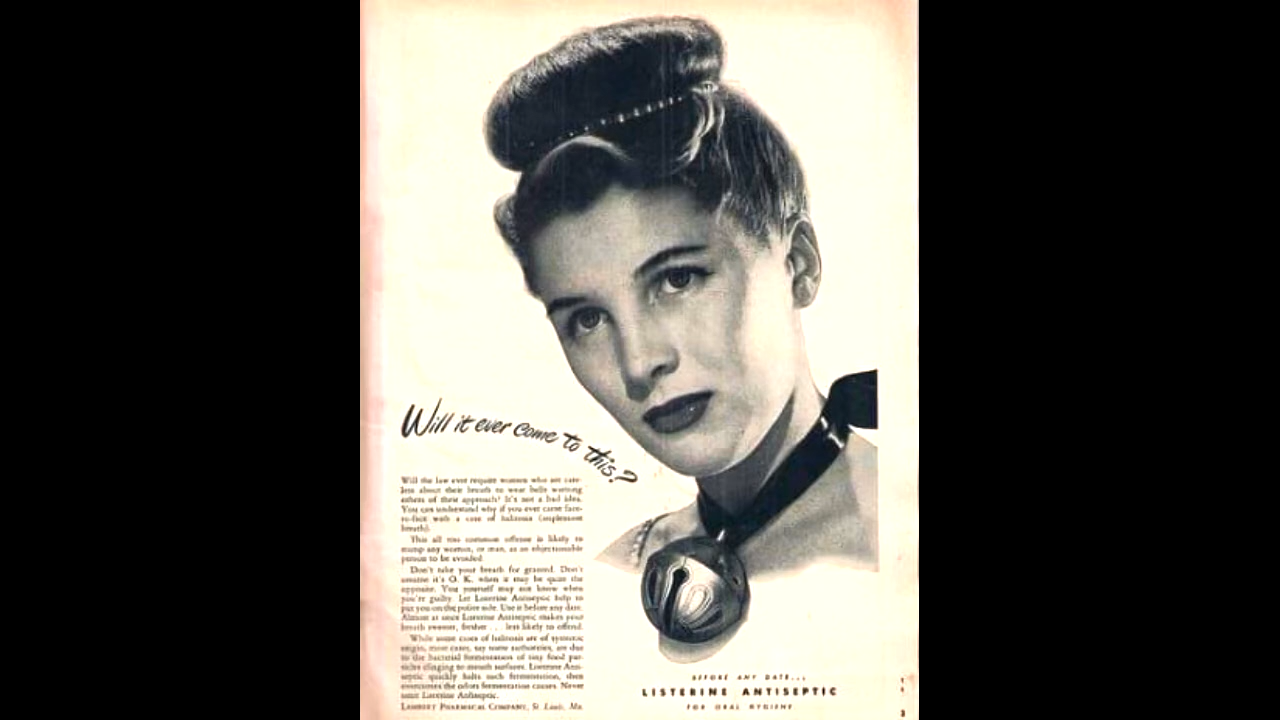 Will it ever come to this?
Will the law ever require women who are care-
less about their breath to wear bells warning
others of their approach? It's not a bad idea.
You can understand why if you ever came face-
to-face with a case of halitosis (unpleasant
breath).
This all too common offense is likely to
stamp any woman, or man, as an objectionable
person to be avoided.
Don't take your breath for granted. Don't
assume it's O. K. when it may be quite the
opposite. You yourself may not know when
you're guilty. Let Listerine Antiseptic help to
put you on the polite side. Use it before any date.
Almost at once Listerine Antiseptic makes your
breath sweeter, fresher . . . less likely to offend.
While some cases of halitosis are of systemic
origin, most cases, say some authorities, are due
to the bacterial fermentation of tiny food par-
ticles clinging to mouth surfaces. Listerine Anti-
septic quickly halts such fermentation, then
overcomes the odors fermentation causes. Never
omit Listerine Antiseptic.
LAMBERT PHARMACAL COMPANY, St. Louis, Mo.
BEFORE ANY DATE...
LISTERINE ANTISEPTIC
FOR ORAL HYGIENE
3